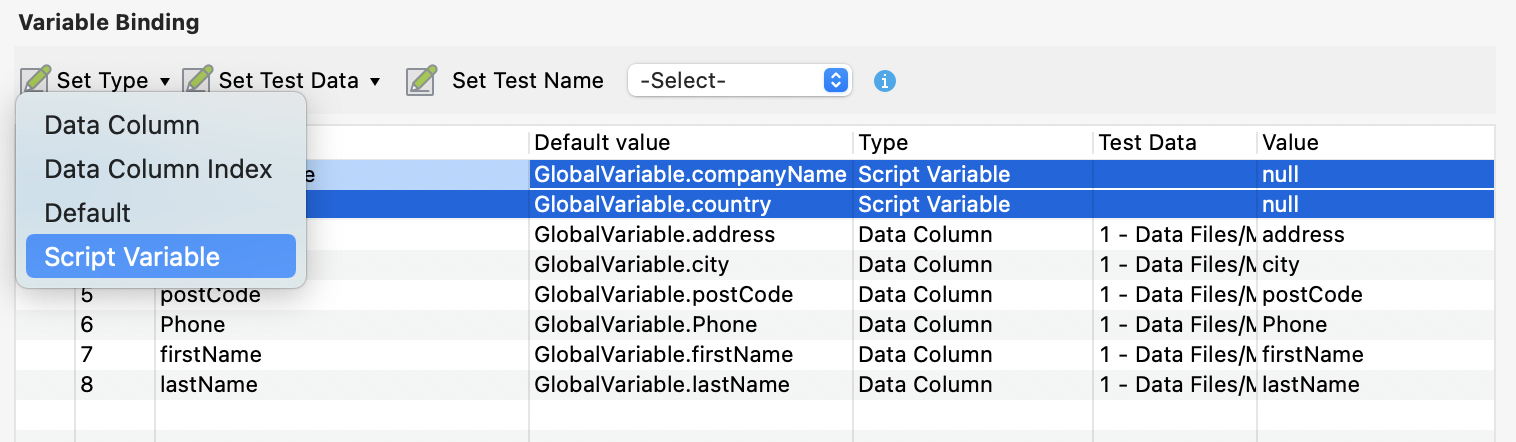 Variable Binding
Set Type Set Test Data Set Test Name -Select- i
Data Column
Data Column Index
Default
Script Variable
Default value Type Test Data Value
e GlobalVariable.companyName Script Variable null
GlobalVariable.country Script Variable null
GlobalVariable.address Data Column 1 - Data Files/M address
GlobalVariable.city Data Column 1 - Data Files/M city
5 postCode GlobalVariable.postCode Data Column 1 - Data Files/M postCode
6 Phone GlobalVariable.Phone Data Column 1 - Data Files/M Phone
7 firstName GlobalVariable.firstName Data Column 1 - Data Files/M firstName
8 lastName GlobalVariable.lastName Data Column 1 - Data Files/M lastName